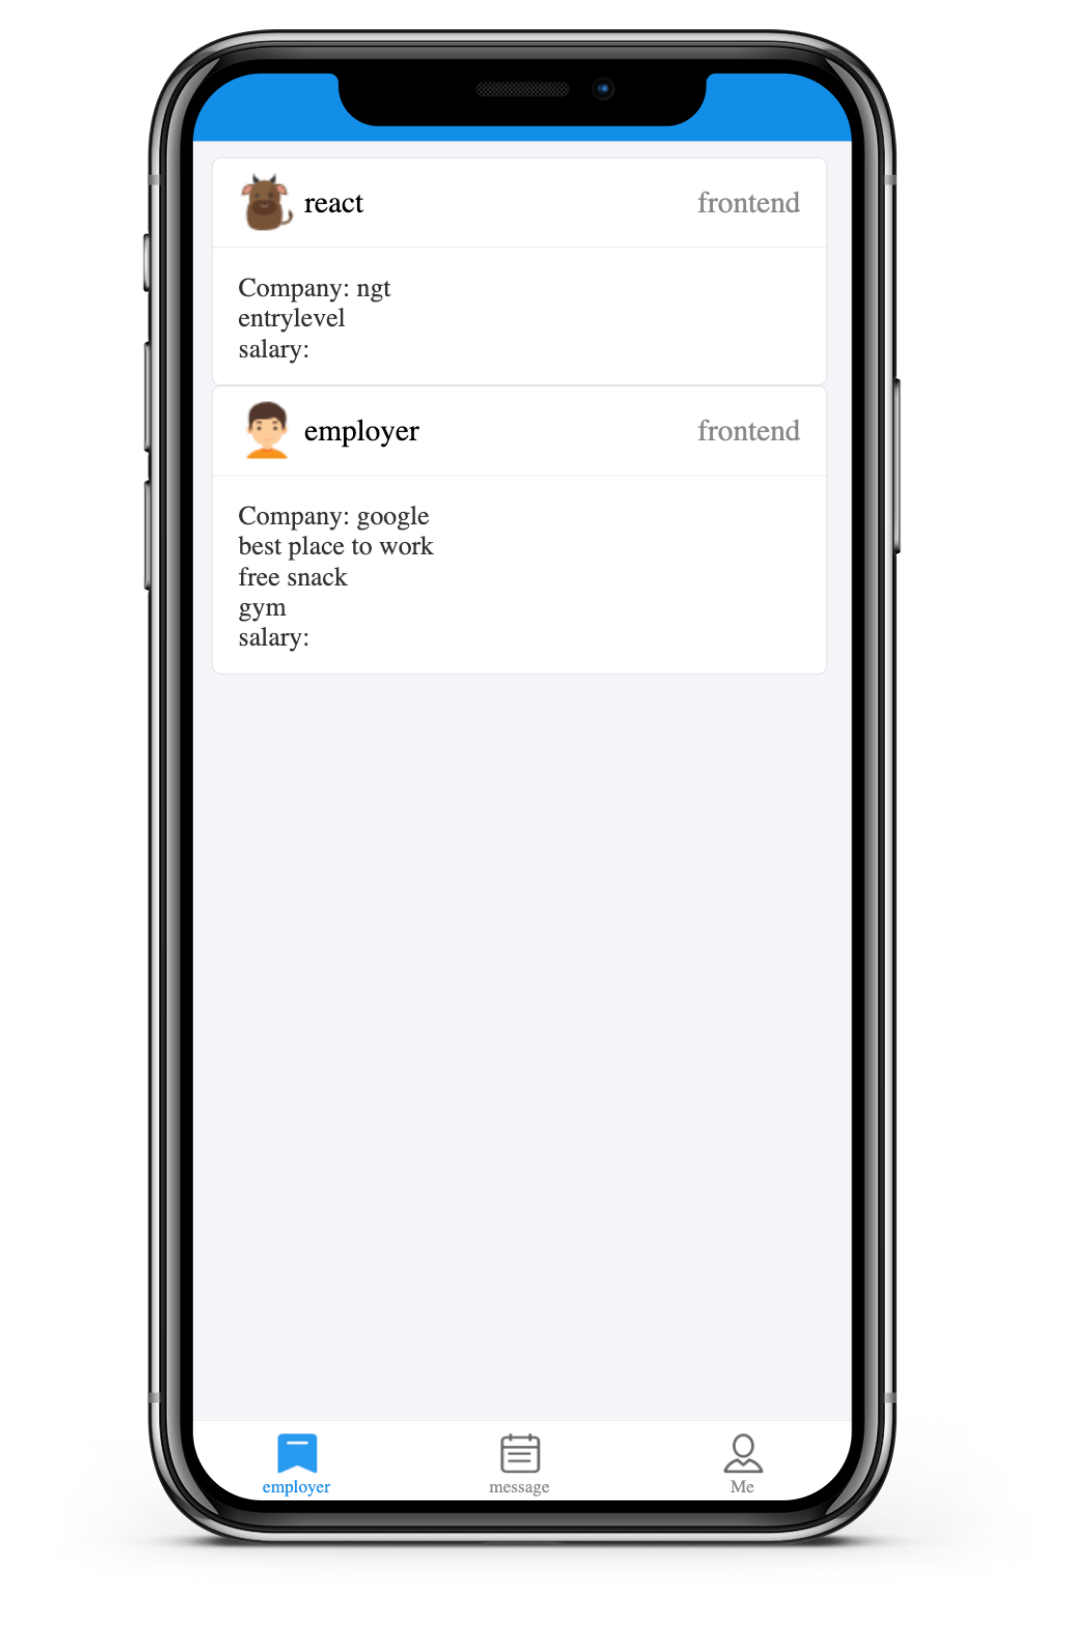 react frontend
Company: ngt
entrylevel
salary:
employer frontend
Company: google
best place to work
free snack
gym
salary:
employer message Me